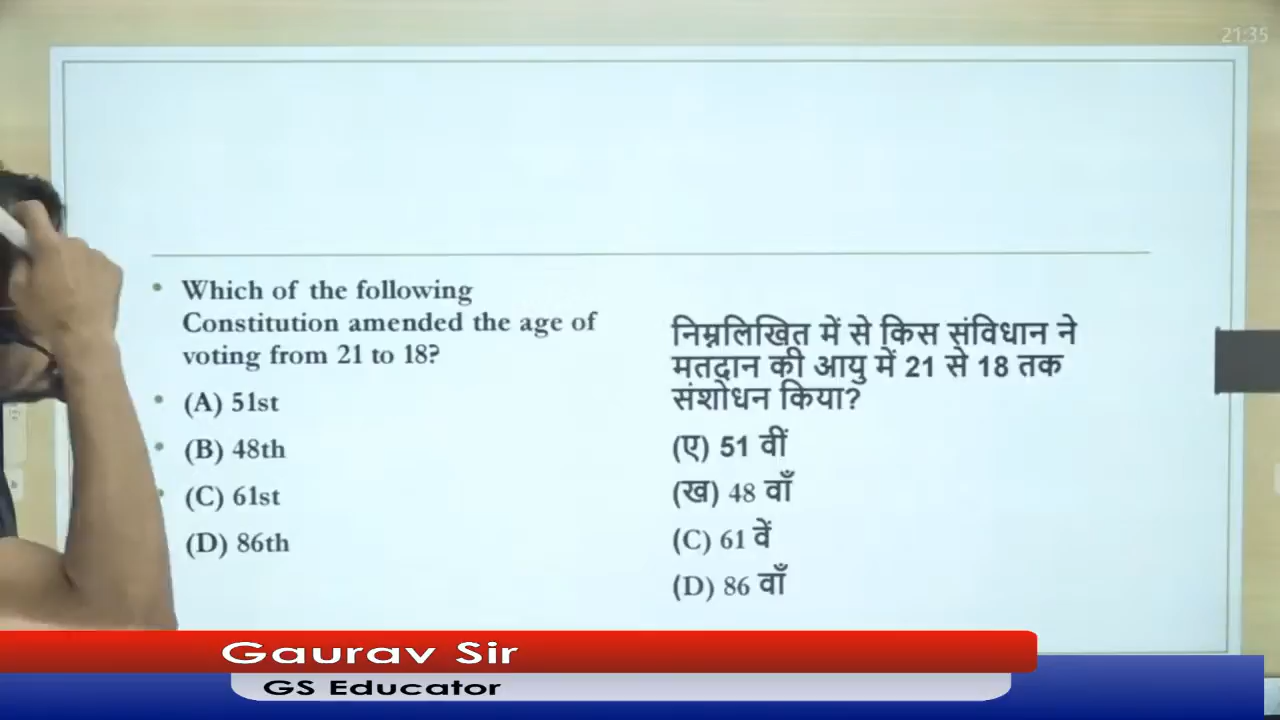 21:35
Which of the following
Constitution amended the age of
voting from 21 to 18?
(A) 51st
(B) 48th
(C) 61st
(D) 86th
निम्नलिखित में से किस संविधान ने
मतदान की आयु में 21 से 18 तक
संशोधन किया?
(ए) 51 वीं
(ख) 48 वाँ
(C) 61 वें
(D) 86 वाँ
Gaurav Sir
GS Educator